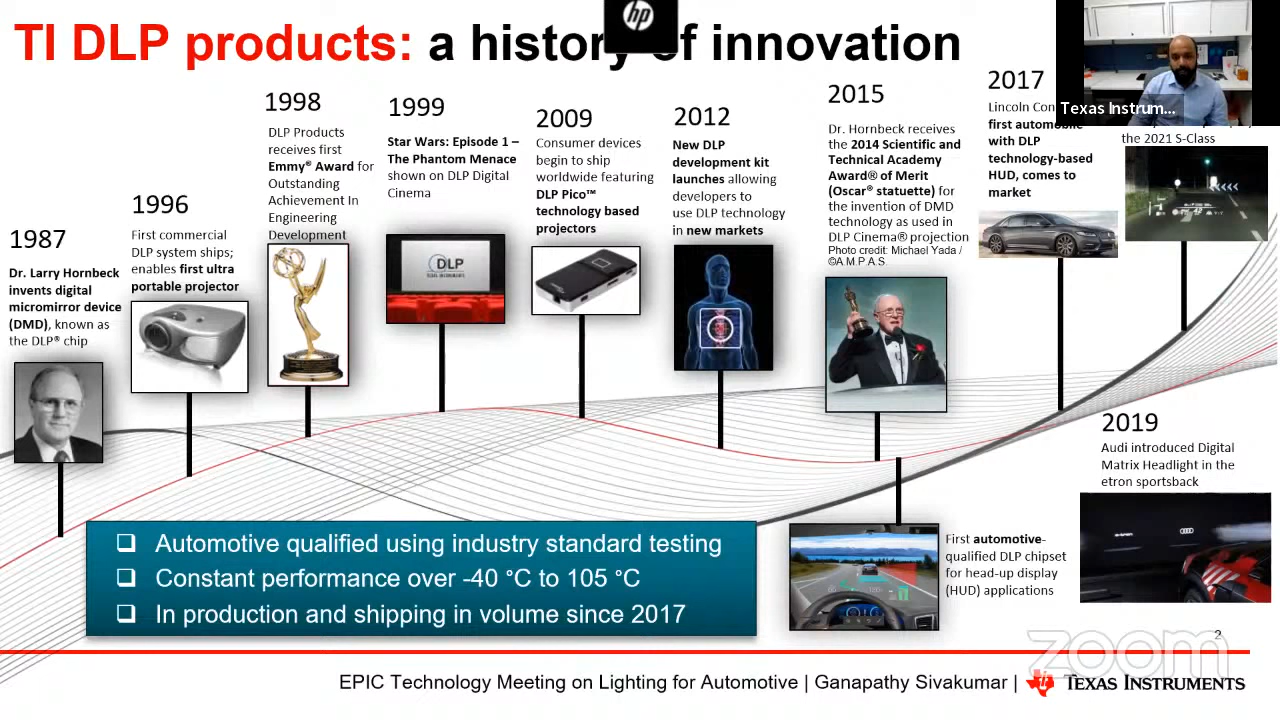 TI DLP products: a history of innovation
hp
Texas Instrum...
1987
Dr. Larry Hornbeck
invents digital
micromirror device
(DMD), known as
the DLP® chip
1996
First commercial
DLP system ships;
enables first ultra
portable projector
1998
DLP Products
receives first
Emmy® Award for
Outstanding
Achievement In
Engineering
Development
1999
Star Wars: Episode 1 –
The Phantom Menace
shown on DLP Digital
Cinema
DLP
TEXAS INSTRUMENTS
2009
Consumer devices
begin to ship
worldwide featuring
DLP Pico™
technology based
projectors
2012
New DLP
development kit
launches allowing
developers to
use DLP technology
in new markets
2015
Dr. Hornbeck receives
the 2014 Scientific and
Technical Academy
Award® of Merit
(Oscar® statuette) for
the invention of DMD
technology as used in
DLP Cinema® projection
Photo credit: Michael Yada /
©A.M.P.A.S.
2017
Lincoln
first automobile
with DLP
technology-based
HUD, comes to
market
the 2021 S-Class
2019
Audi introduced Digital
Matrix Headlight in the
etron sportsback
First automotive-
qualified DLP chipset
for head-up display
(HUD) applications
Automotive qualified using industry standard testing
Constant performance over -40 °C to 105 °C
In production and shipping in volume since 2017
2
zoom
EPIC Technology Meeting on Lighting for Automotive | Ganapathy Sivakumar | TEXAS INSTRUMENTS